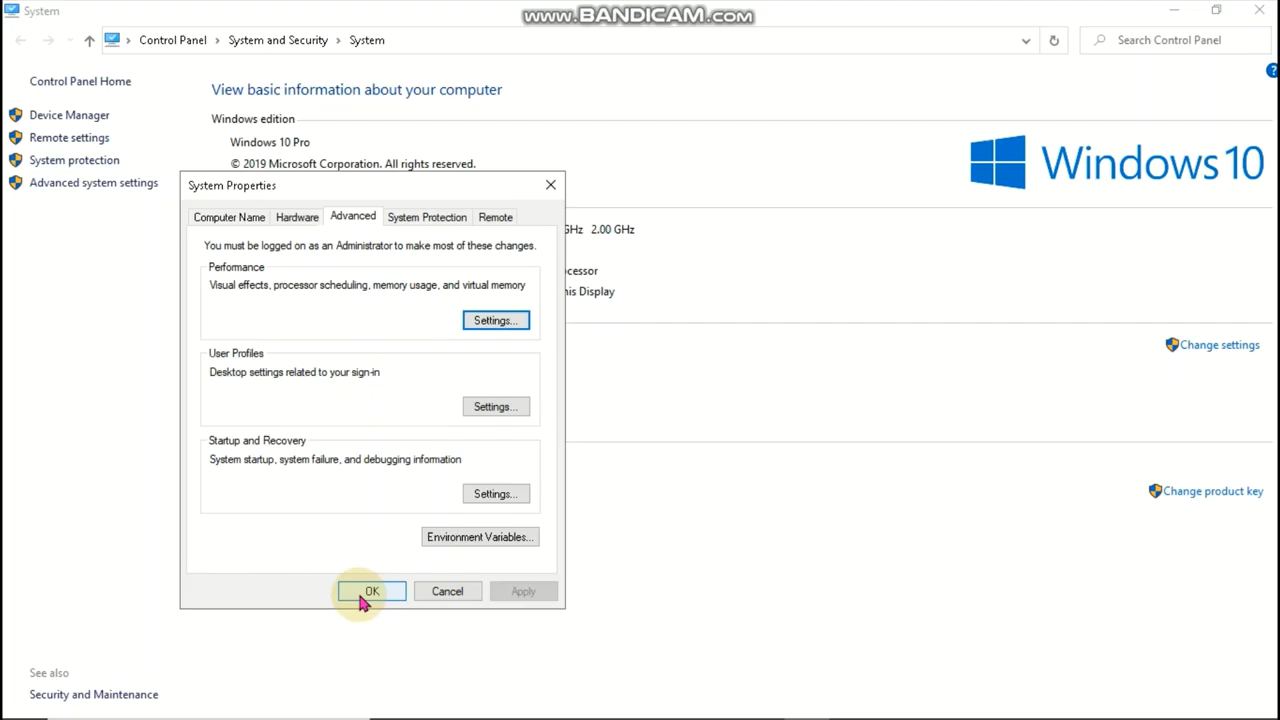 System
www.BANDICAM.com
Control Panel
System and Security
System
Search Control Panel
Control Panel Home
Device Manager
Remote settings
System protection
Advanced system settings
View basic information about your computer
Windows edition
Windows 10 Pro
© 2019 Microsoft Corporation. All rights reserved.
Windows 10
System Properties
Computer Name
Hardware
Advanced
System Protection
Remote
You must be logged on as an Administrator to make most of these changes.
Performance
Visual effects, processor scheduling, memory usage, and virtual memory
Settings...
User Profiles
Desktop settings related to your sign-in
Settings...
Startup and Recovery
System startup, system failure, and debugging information
Settings...
Environment Variables...
OK
Cancel
Apply
GHz 2.00 GHz
cessor
his Display
Change settings
Change product key
See also
Security and Maintenance